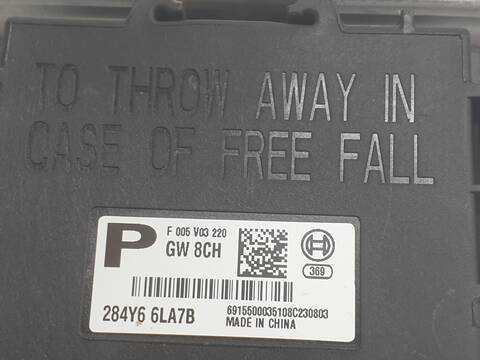 TO THROW AWAY IN
CASE OF FREE FALL
P
F 005 V03 220
GW 8CH
369
284Y6 6LA7B
6915500035108C230803
MADE IN CHINA